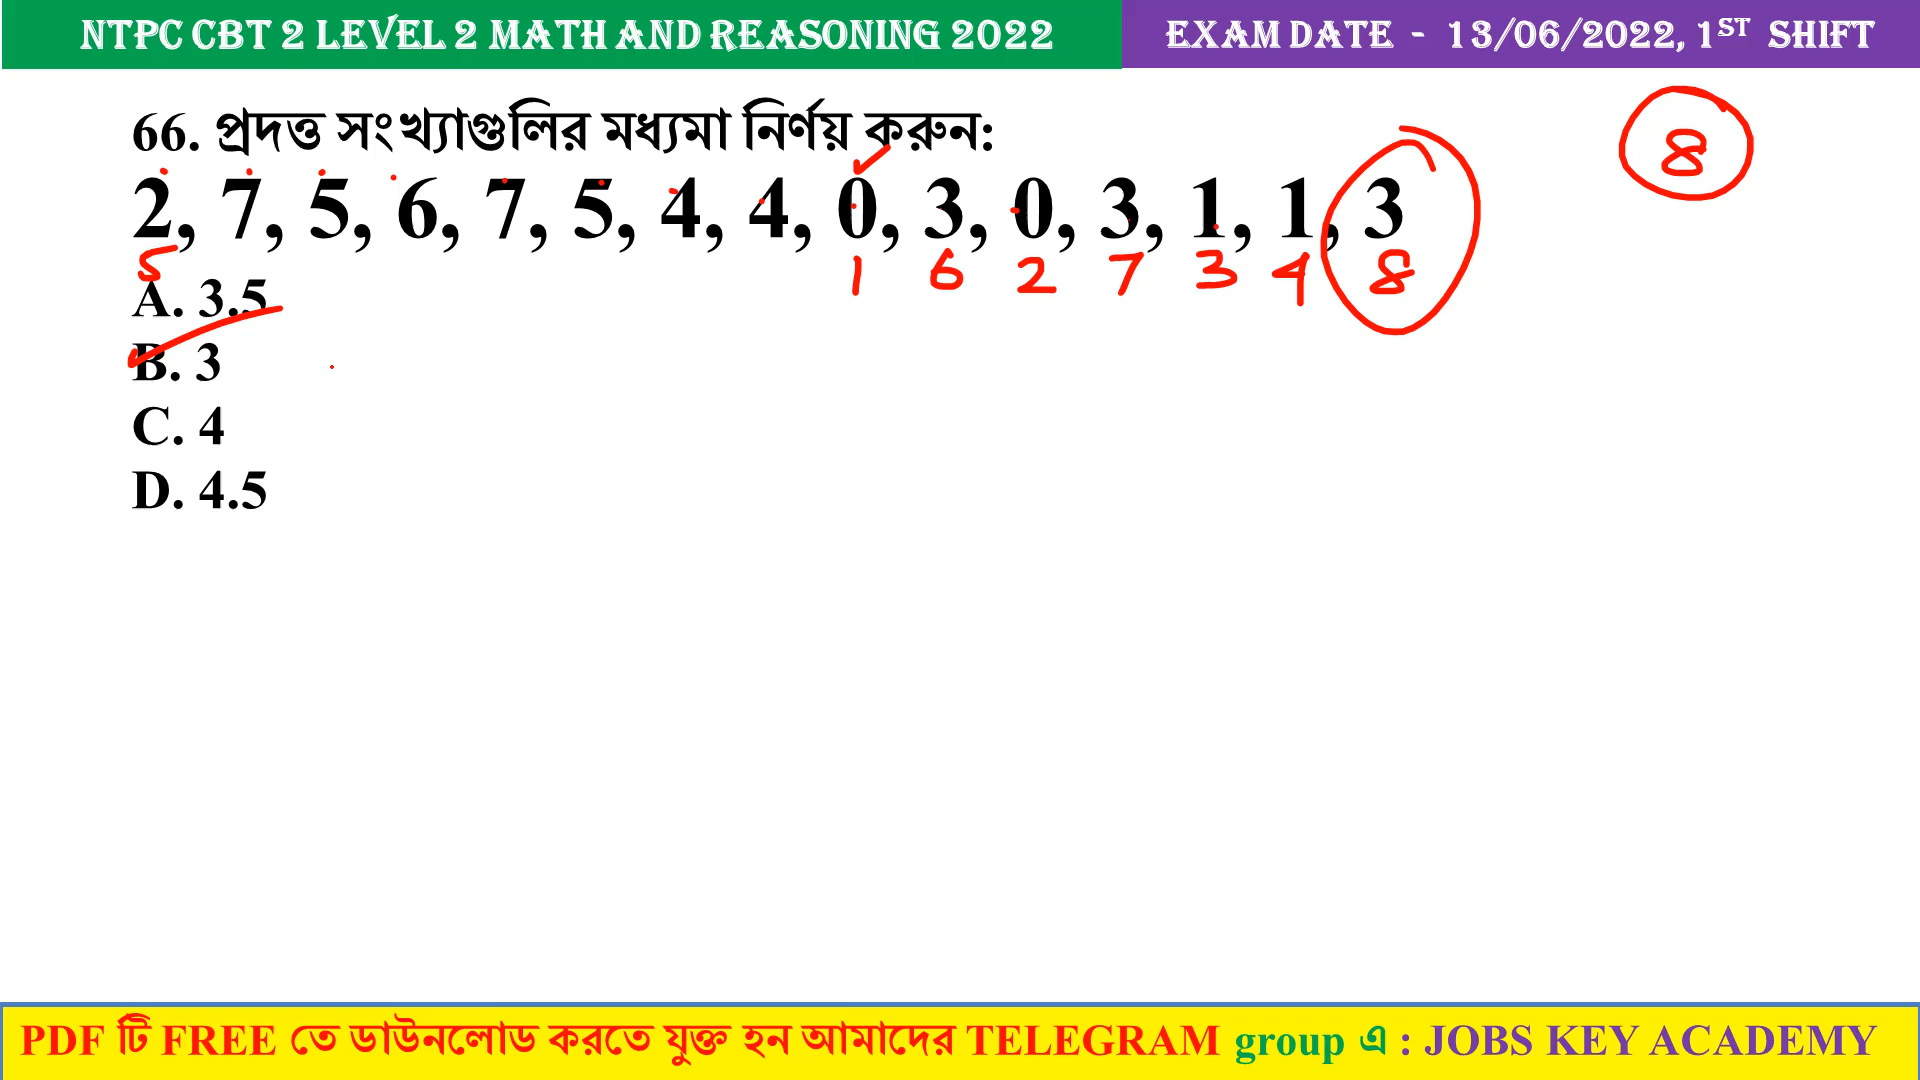 NTPC CBT 2 LEVEL 2 MATH AND REASONING 2022 EXAM DATE - 13/06/2022, 1ST SHIFT
66. প্রদত্ত সংখ্যাগুলির মধ্যমা নির্ণয় করুন:
8
2, 7, 5, 6, 7, 5, 4, 4, 0, 3, 0, 3, 1, 1, 3
5 1 6 2 7 3 4 8
A. 3.5
B. 3
C. 4
D. 4.5
PDF টি FREE তে ডাউনলোড করতে যুক্ত হন আমাদের TELEGRAM group এ : JOBS KEY ACADEMY